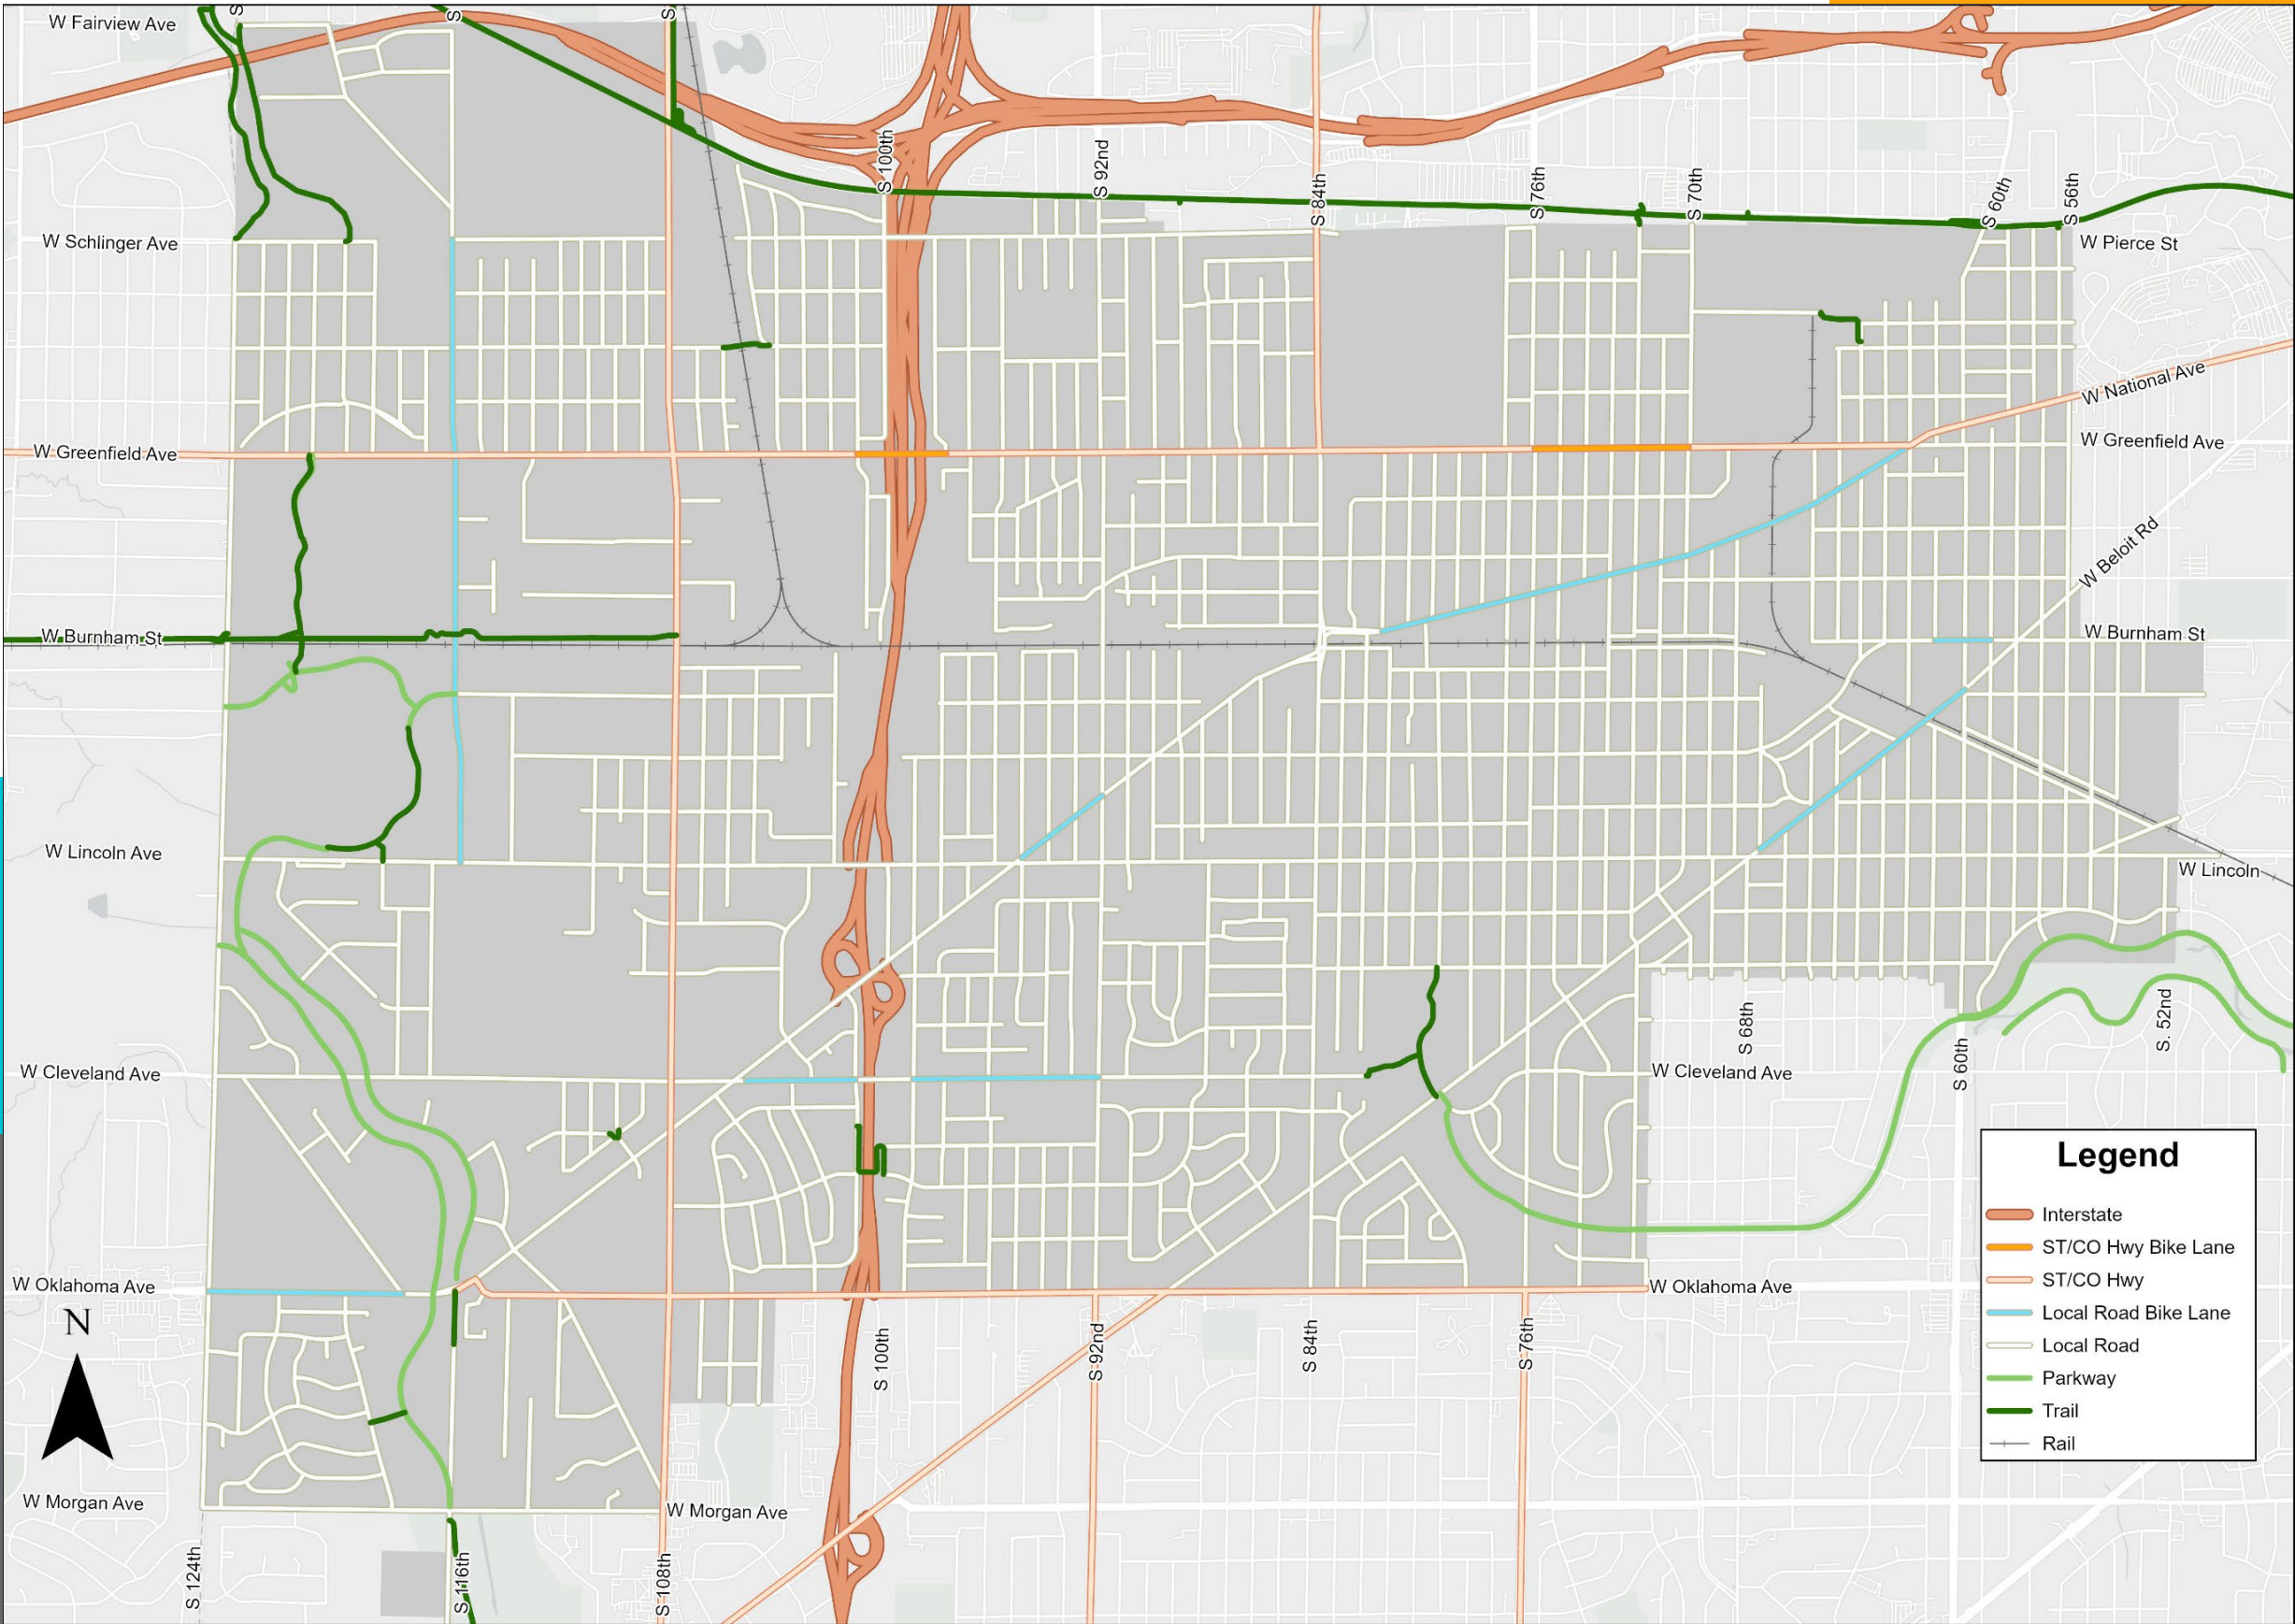 W Fairview Ave
S
S
S
S 100th
S 92nd
S 84th
S 76th
S 70th
S 60th
S 56th
W Schlinger Ave
W Pierce St
W National Ave
W Greenfield Ave
W Greenfield Ave
W Beloit Rd
W Burnham St
W Burnham St
W Lincoln Ave
W Lincoln
S 68th
S. 52nd
S 60th
W Cleveland Ave
W Cleveland Ave
W Oklahoma Ave
W Oklahoma Ave
N
S 100th
S 92nd
S 84th
S 76th
Legend
Interstate
ST/CO Hwy Bike Lane
ST/CO Hwy
Local Road Bike Lane
Local Road
Parkway
Trail
Rail
W Morgan Ave
W Morgan Ave
S 124th
S 116th
S 108th